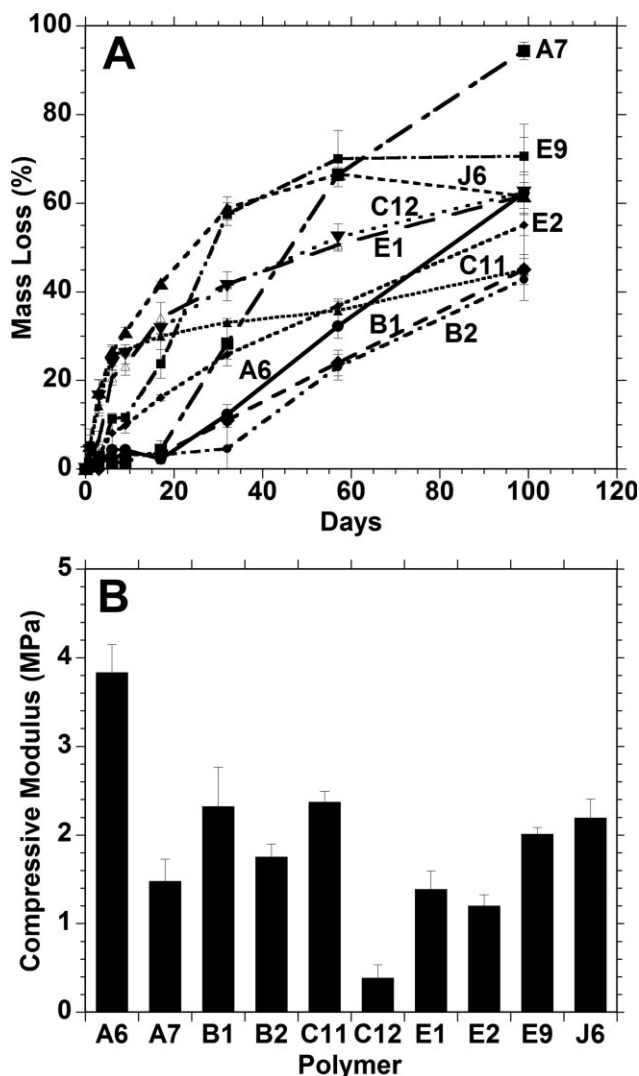 A
Mass Loss (%)
100
80
60
40
20
0
A7
E9
J6
C12
E2
E1
C11
B1
B2
A6
0 20 40 60 80 100 120
Days
B
Compressive Modulus (MPa)
5
4
3
2
1
0
A6 A7 B1 B2 C11 C12 E1 E2 E9 J6
Polymer